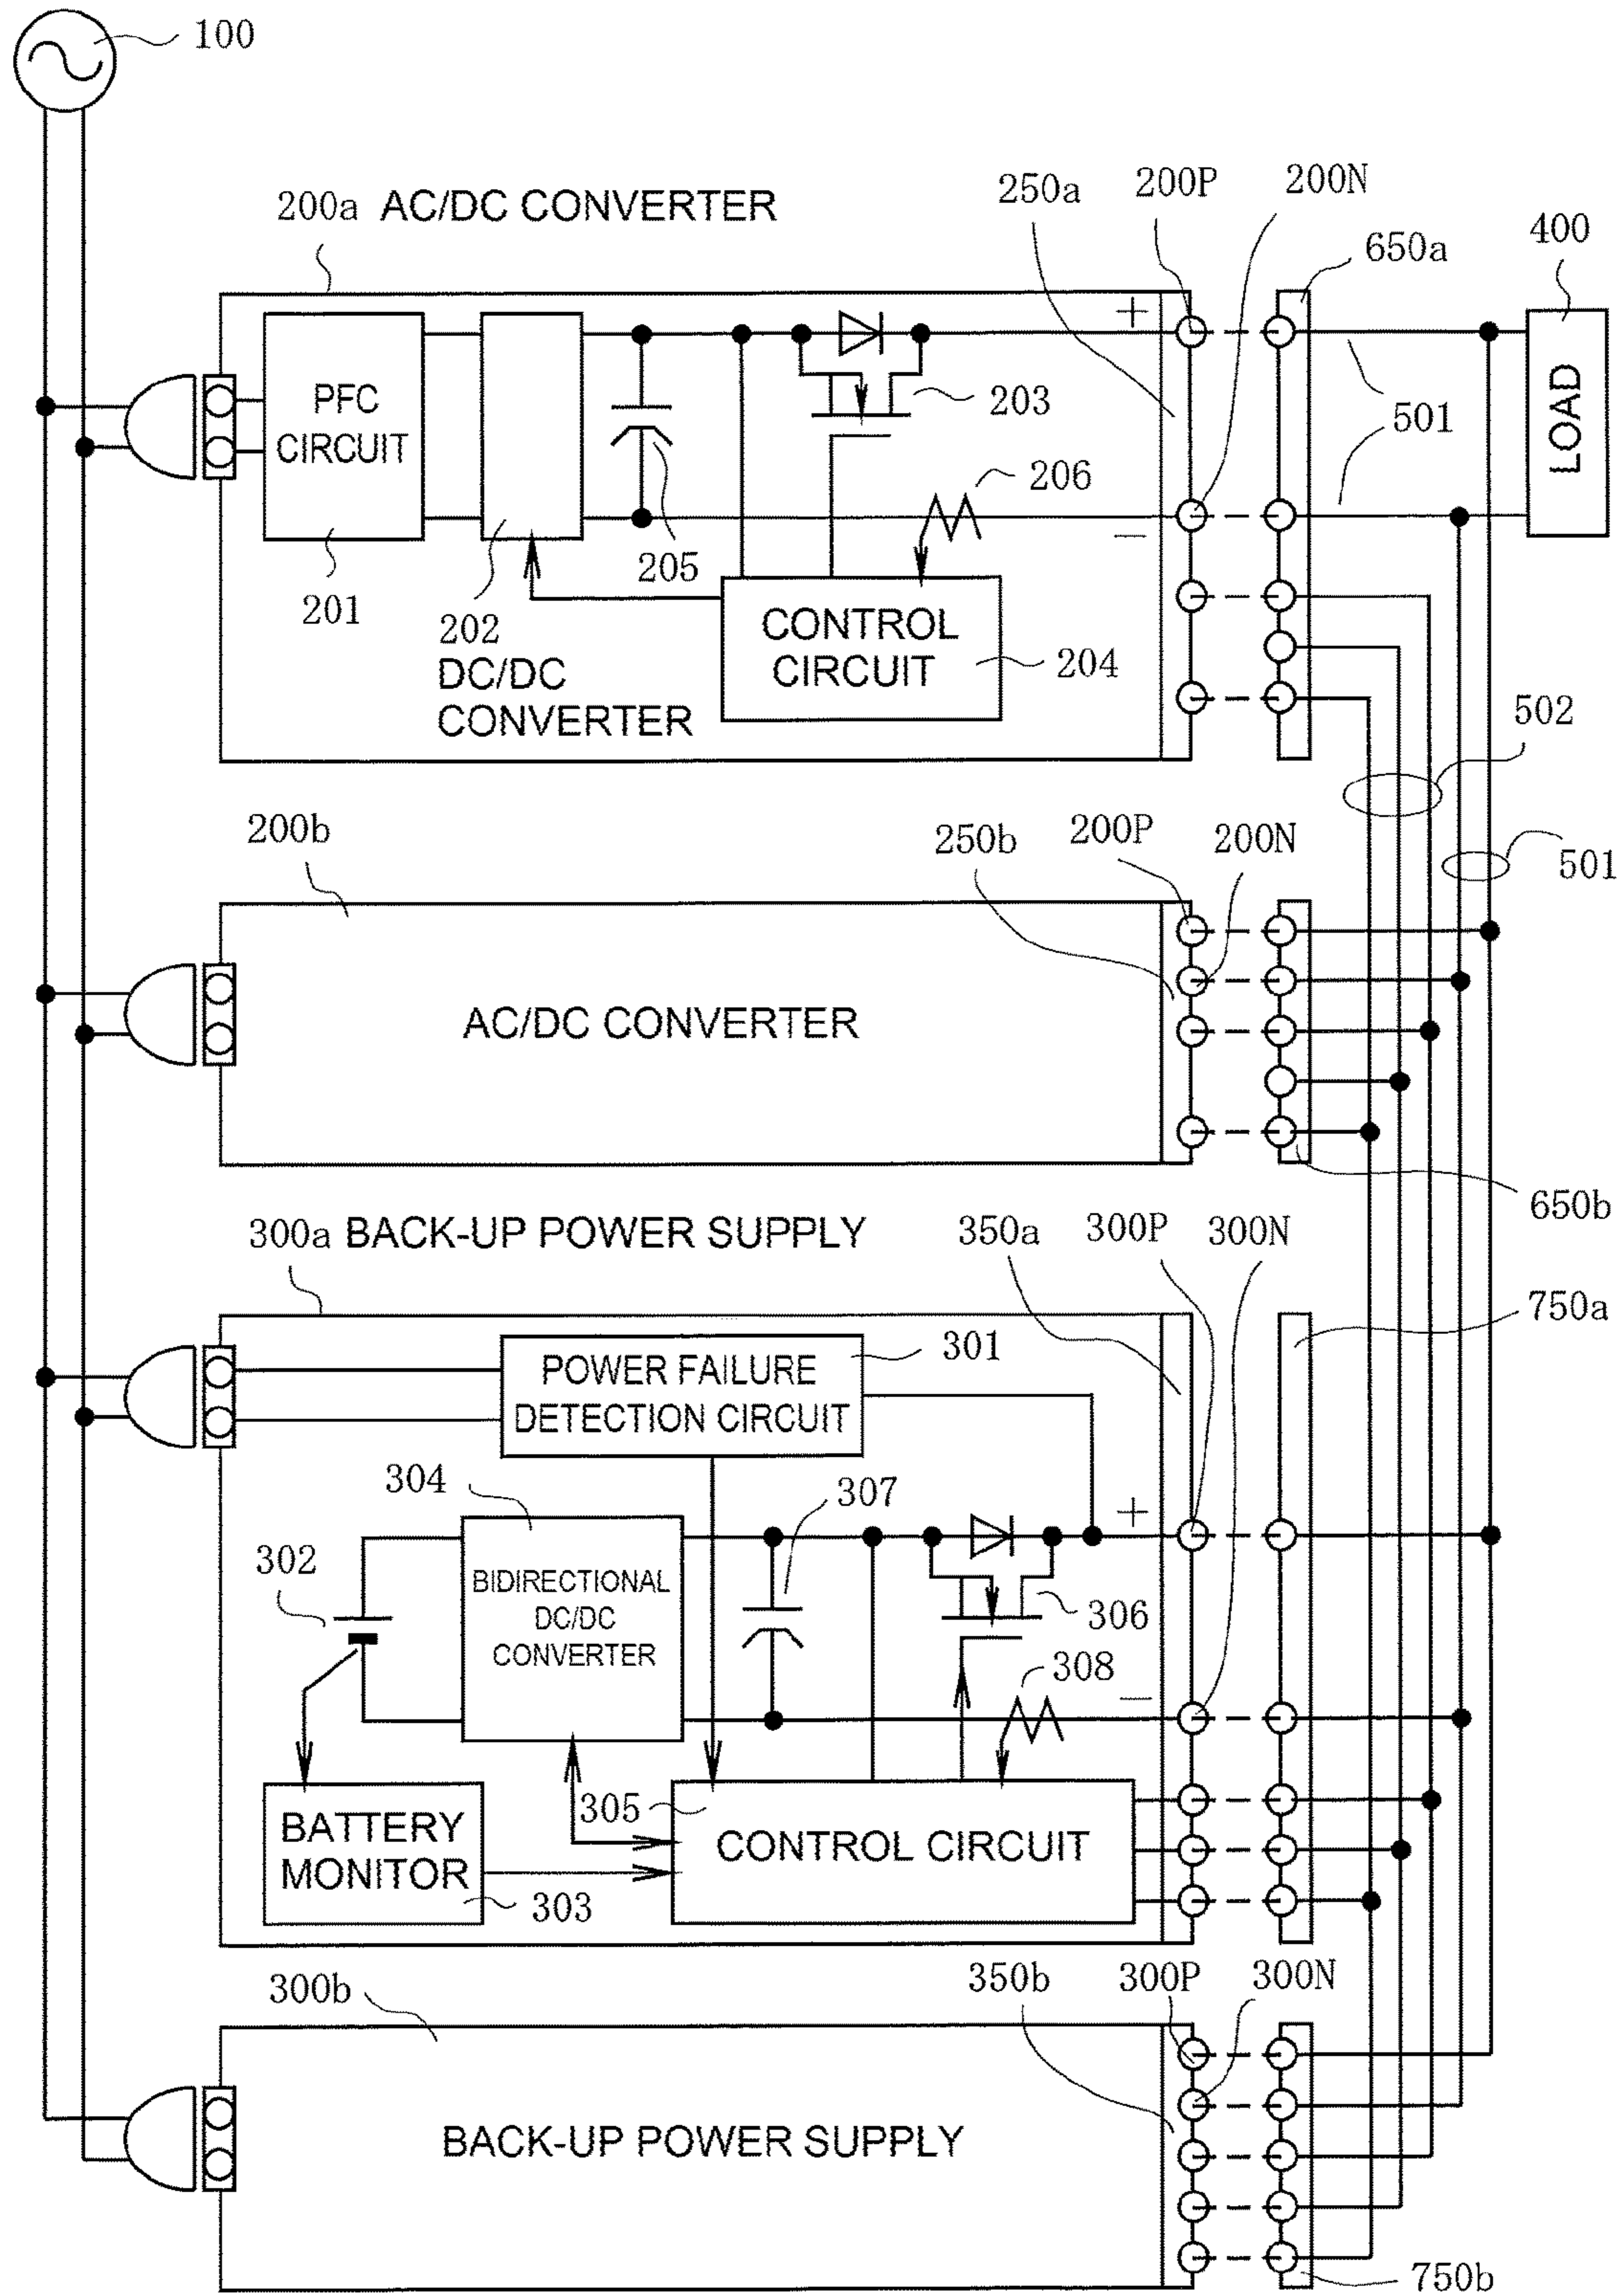 100
200a AC/DC CONVERTER
250a
200P
200N
650a
400
PFC
CIRCUIT
+
203
501
LOAD
501
206
205
−
201
202
DC/DC
CONVERTER
CONTROL
CIRCUIT
204
502
200b
250b
200P
200N
501
AC/DC CONVERTER
650b
300a BACK-UP POWER SUPPLY
350a
300P
300N
750a
POWER FAILURE
DETECTION CIRCUIT
301
304
307
+
302
BIDIRECTIONAL
DC/DC
CONVERTER
306
308
−
305
BATTERY
MONITOR
CONTROL CIRCUIT
303
300b
350b
300P
300N
BACK-UP POWER SUPPLY
750b